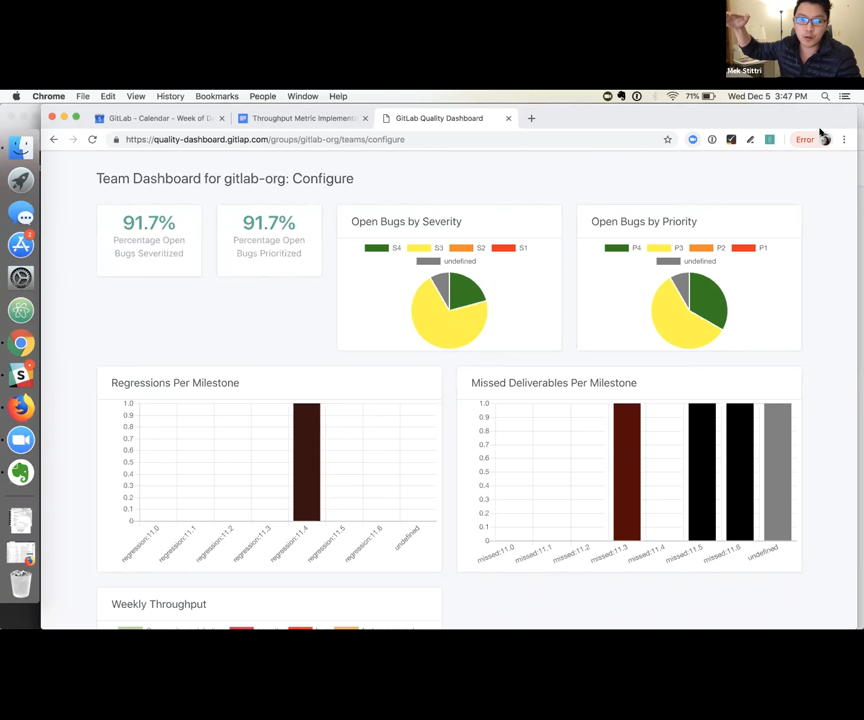 Mek Stittri
Chrome File Edit View History Bookmarks People Window Help 71% Wed Dec 5 3:47 PM
GitLab - Calendar - Week of D
Throughput Metric Implement
GitLab Quality Dashboard
https://quality-dashboard.gitlap.com/groups/gitlab-org/teams/configure
Error
Team Dashboard for gitlab-org: Configure
91.7%
Percentage Open
Bugs Severitized
91.7%
Percentage Open
Bugs Prioritized
Open Bugs by Severity
S4 S3 S2 S1
undefined
Open Bugs by Priority
P4 P3 P2 P1
undefined
Regressions Per Milestone
1.0
0.9
0.8
0.7
0.6
0.5
0.4
0.3
0.2
0.1
0
regression:11.0
regression:11.1
regression:11.2
regression:11.3
regression:11.4
regression:11.5
regression:11.6
undefined
Missed Deliverables Per Milestone
1.0
0.9
0.8
0.7
0.6
0.5
0.4
0.3
0.2
0.1
0
missed:11.0
missed:11.1
missed:11.2
missed:11.3
missed:11.4
missed:11.5
missed:11.6
undefined
Weekly Throughput